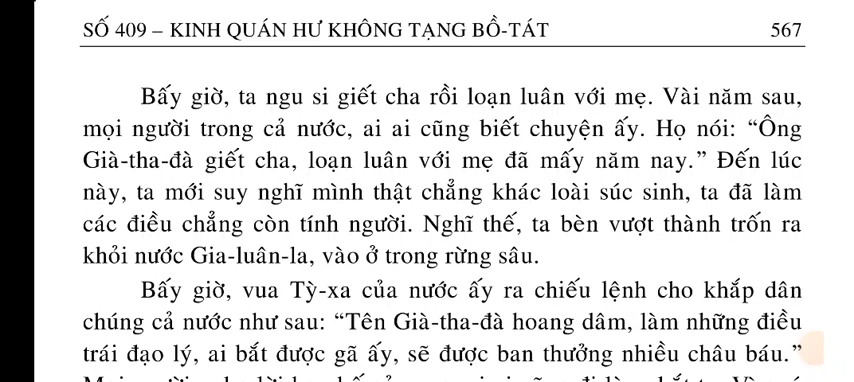 SỐ 409 – KINH QUÁN HƯ KHÔNG TẠNG BỒ-TÁT 567
Bấy giờ, ta ngu si giết cha rồi loạn luân với mẹ. Vài năm sau,
mọi người trong cả nước, ai ai cũng biết chuyện ấy. Họ nói: “Ông
Già-tha-đà giết cha, loạn luân với mẹ đã mấy năm nay.” Đến lúc
này, ta mới suy nghĩ mình thật chẳng khác loài súc sinh, ta đã làm
các điều chẳng còn tính người. Nghĩ thế, ta bèn vượt thành trốn ra
khỏi nước Gia-luân-la, vào ở trong rừng sâu.
Bấy giờ, vua Tỳ-xa của nước ấy ra chiếu lệnh cho khắp dân
chúng cả nước như sau: “Tên Già-tha-đà hoang dâm, làm những điều
trái đạo lý, ai bắt được gã ấy, sẽ được ban thưởng nhiều châu báu.”